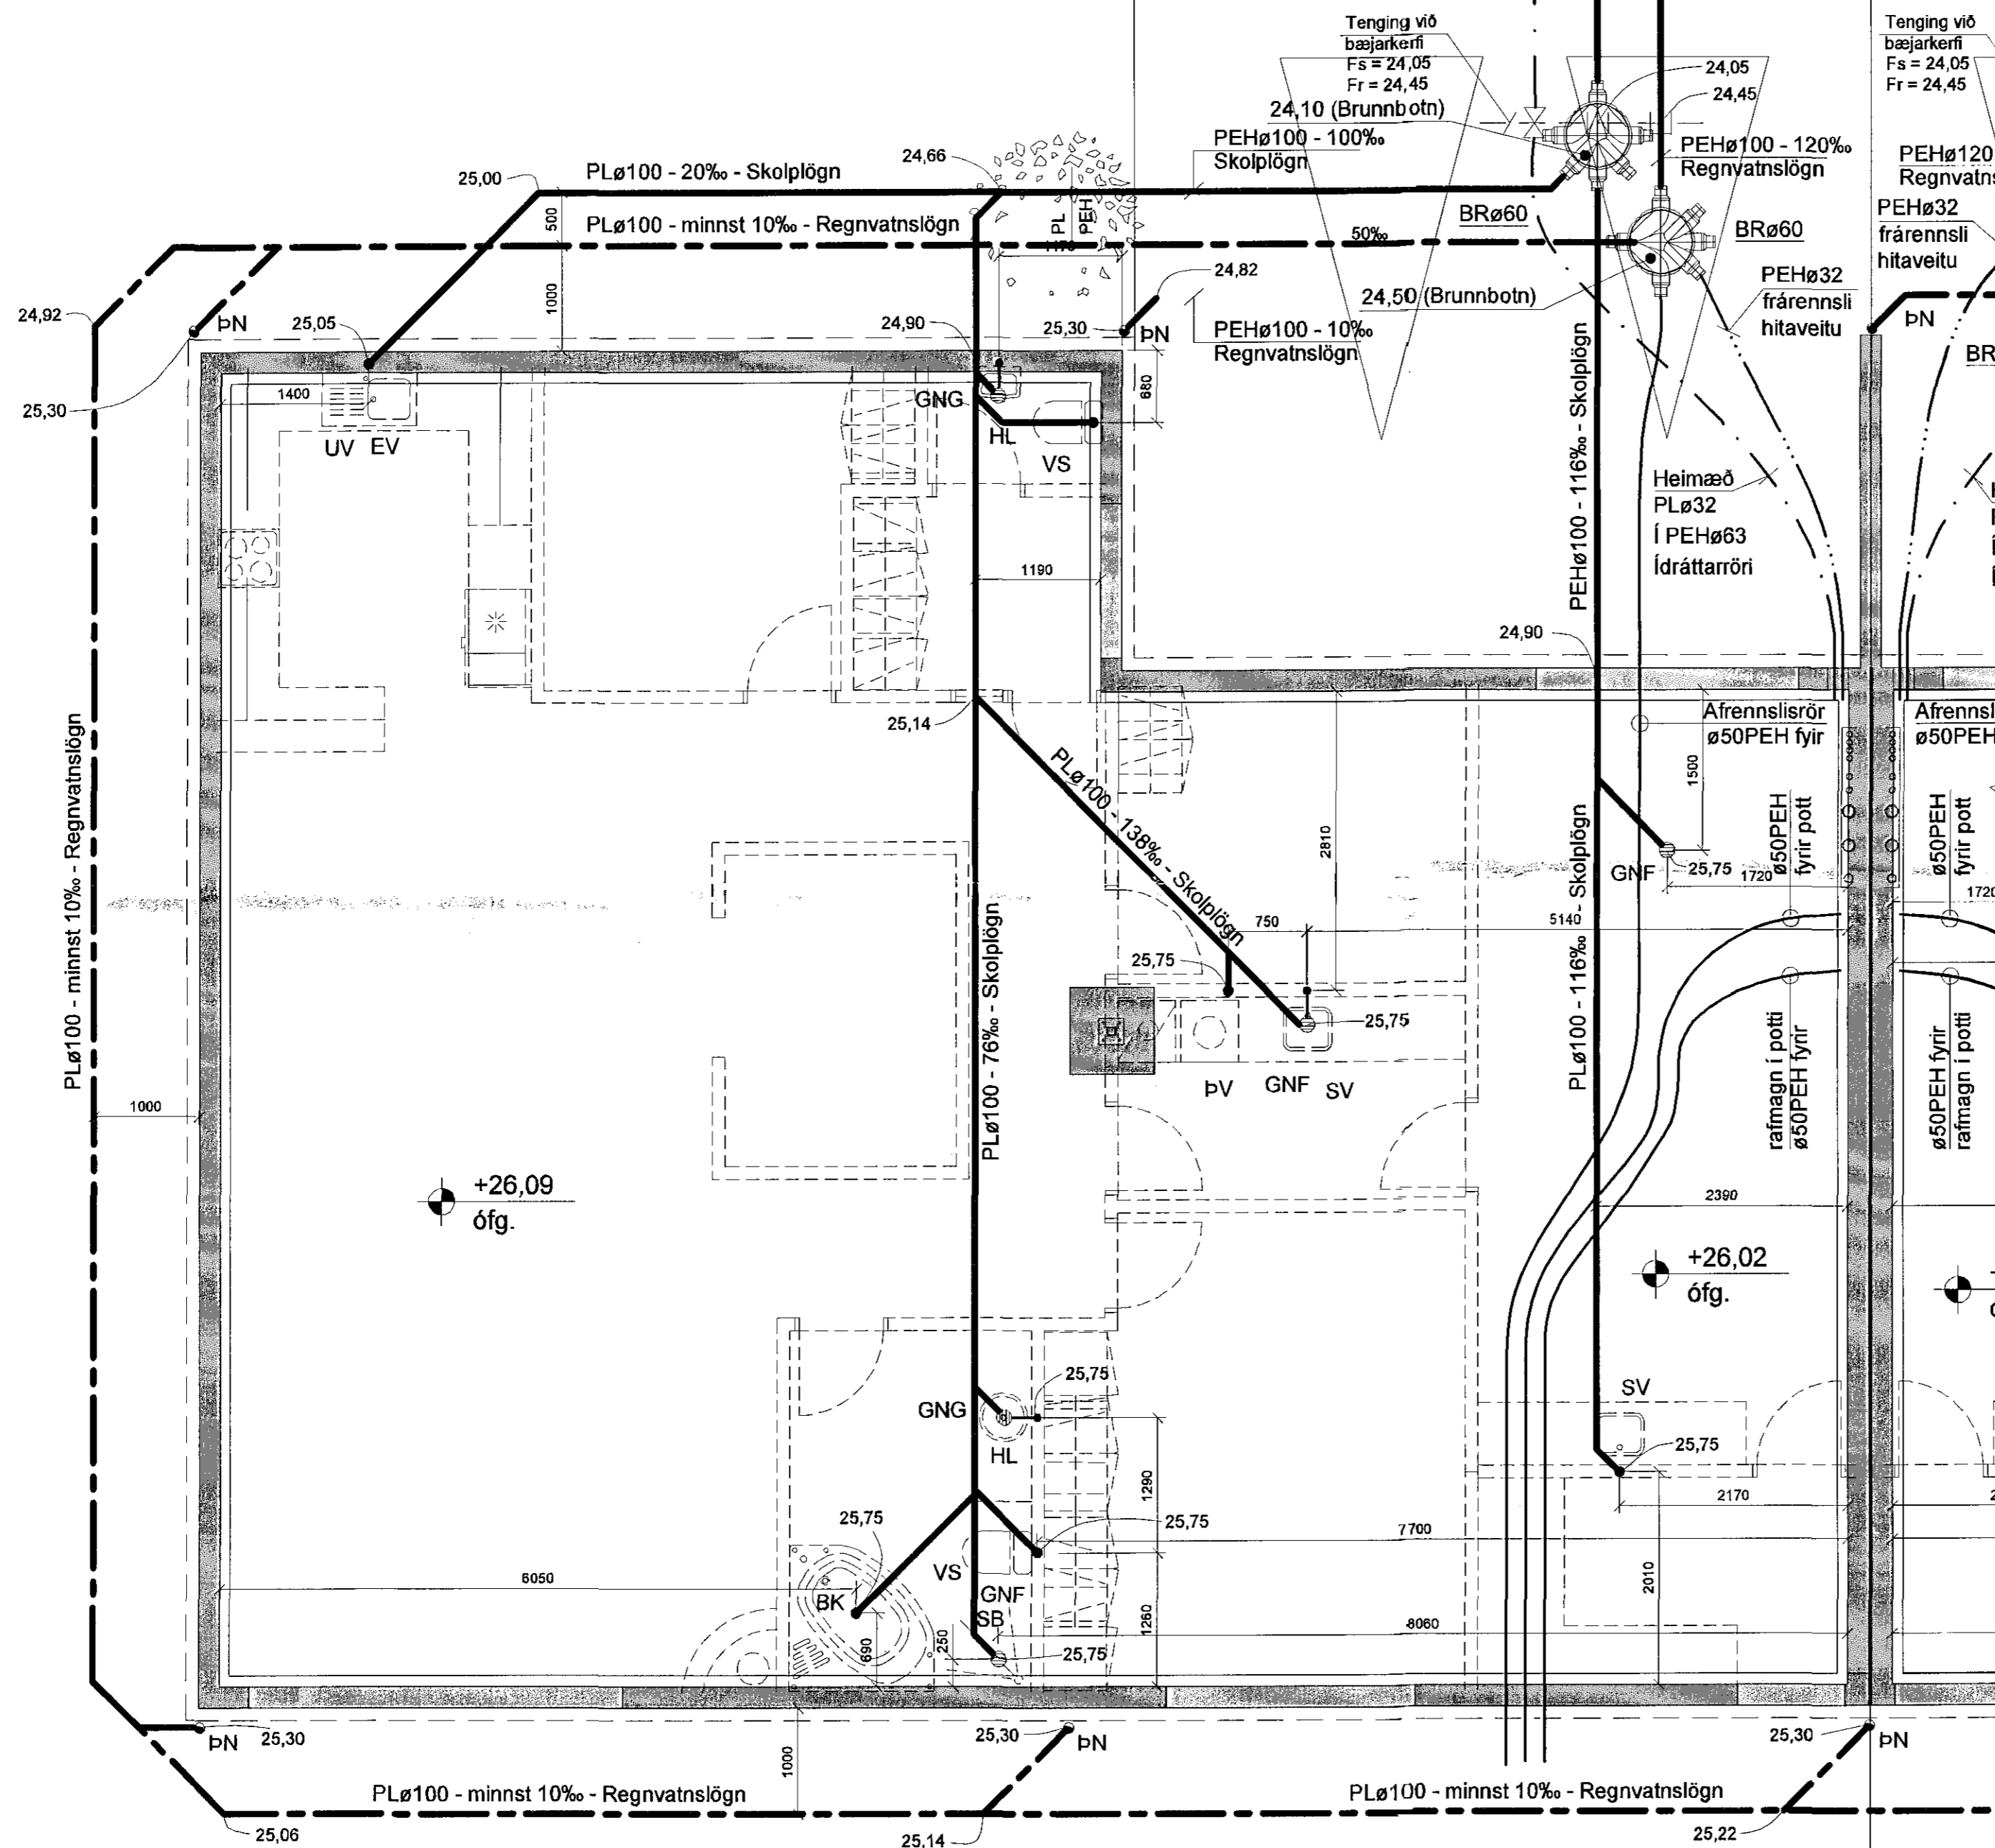 Tenging við
bæjarkerfi
Fs = 24,05
Fr = 24,45
Tenging við
bæjarkerfi
Fs = 24,05
Fr = 24,45
24,05
24,45
24,10 (Brunnbotn)
PEHø100 - 100‰
Skolplögn
PEHø100 - 120‰
Regnvatnslögn
PEHø120
24,66
PLø100 - 20‰ - Skolplögn
25,00
500
PLø100 - minnst 10‰ - Regnvatnslögn
PL
PEH
1170
50‰
BRø60
BRø60
PEHø32
frárennsli
hitaveitu
PEHø32
frárennsli
hitaveitu
24,82
24,50 (Brunnbotn)
1000
24,92
ÞN
25,05
24,90
25,30
ÞN
PEHø100 - 10‰
Regnvatnslögn
ÞN
25,30
1400
GNG
680
UV
EV
HL
VS
PEHø100 - 116‰ - Skolplögn
Heimæð
PLø32
Í PEHø63
Ídráttarröri
1190
24,90
25,14
Afrennslisrör
ø50PEH fyir
ø50PEH
PLø100 - minnst 10‰ - Regnvatnslögn
PLø100 - 138‰ - Skolplögn
1500
2810
ø50PEH
fyrir pott
ø50PEH
fyrir pott
GNF
25,75
1720
1720
750
5140
PLø100 - 116‰ - Skolplögn
25,75
PLø100 - 76‰ - Skolplögn
25,75
ÞV
GNF
SV
rafmagn í potti
ø50PEH fyrir
ø50PEH fyrir
rafmagn í potti
1000
+26,09
ófg.
2390
+26,02
ófg.
25,75
SV
GNG
HL
25,75
1290
2170
25,75
25,75
7700
VS
6050
BK
GNF
SB
2010
690
250
1260
8060
25,75
ÞN
25,30
25,30
ÞN
25,30
ÞN
1000
PLø100 - minnst 10‰ - Regnvatnslögn
PLø100 - minnst 10‰ - Regnvatnslögn
25,06
25,14
25,22